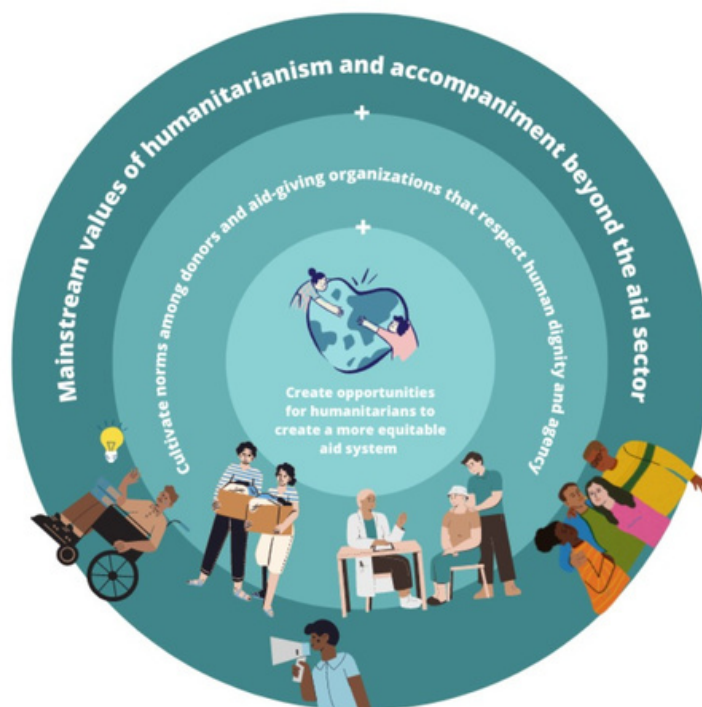 Mainstream values of humanitarianism and accompaniment beyond the aid sector
+
Cultivate norms among donors and aid-giving organizations that respect human dignity and agency
+
Create opportunities
for humanitarians to
create a more equitable
aid system